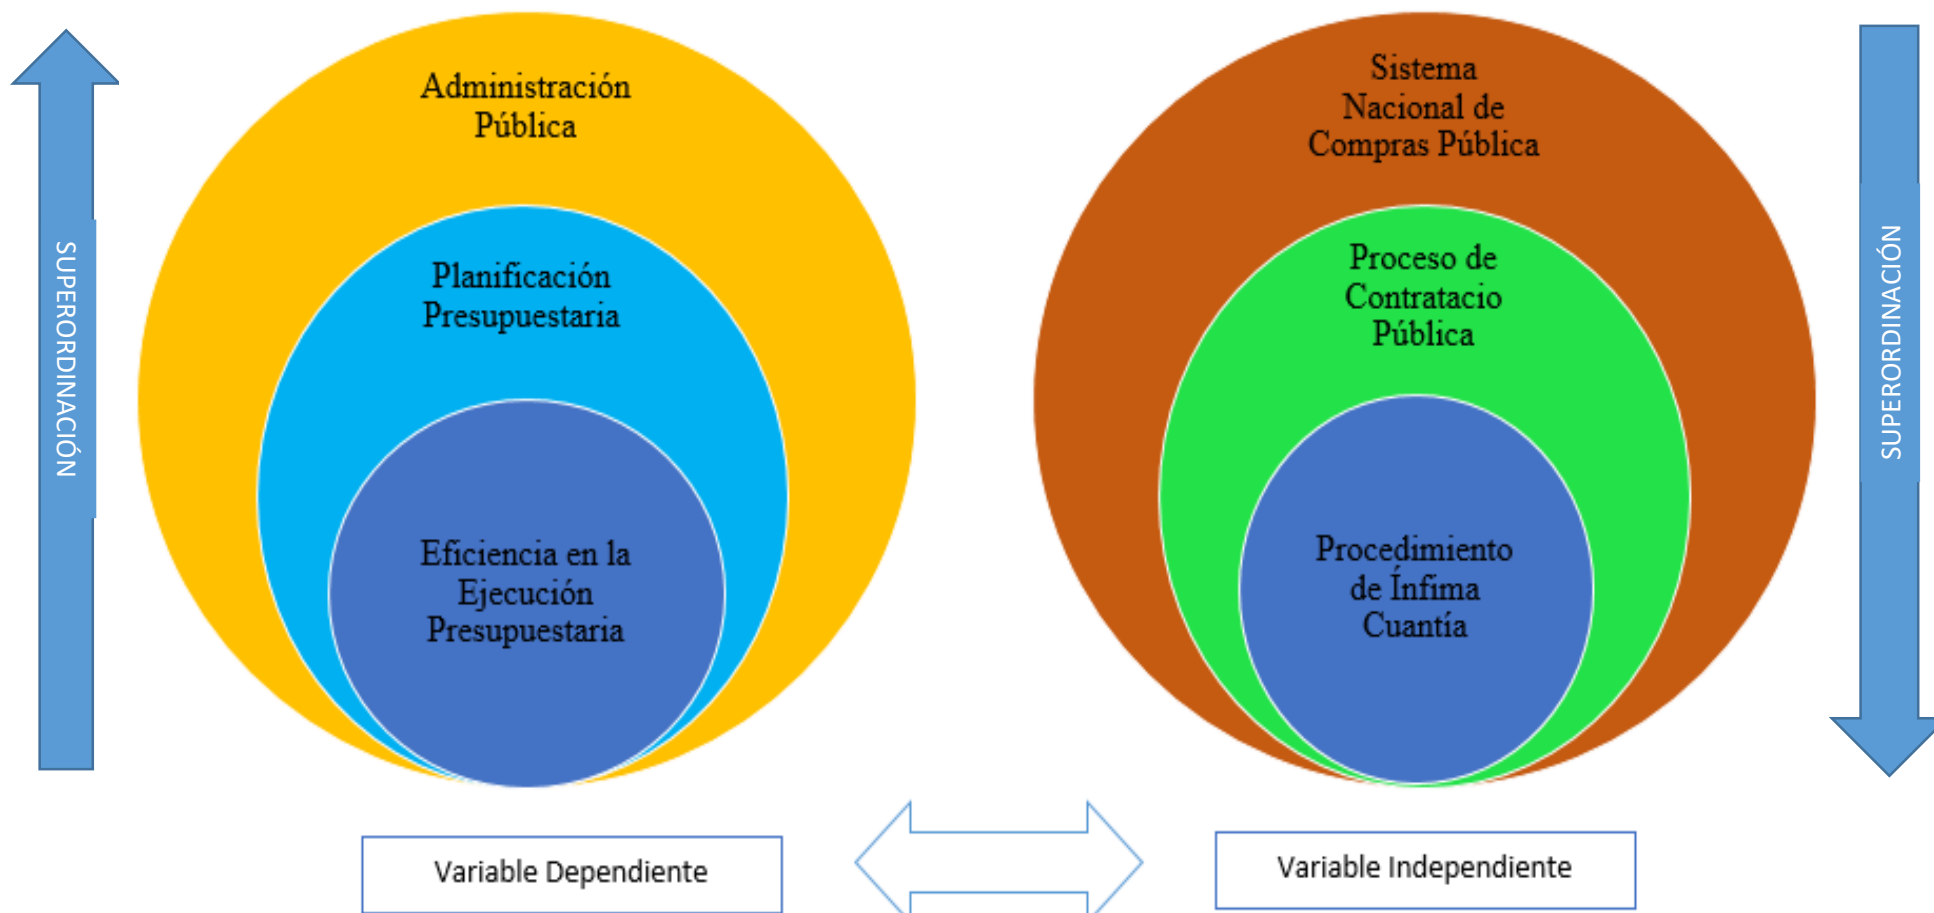 SUPERORDINACIÓN
Administración
Pública
Planificación
Presupuestaria
Eficiencia en la
Ejecución
Presupuestaria
Variable Dependiente
Sistema
Nacional de
Compras Pública
Proceso de
Contratacio
Pública
Procedimiento
de Ínfima
Cuantía
Variable Independiente
SUPERORDINACIÓN